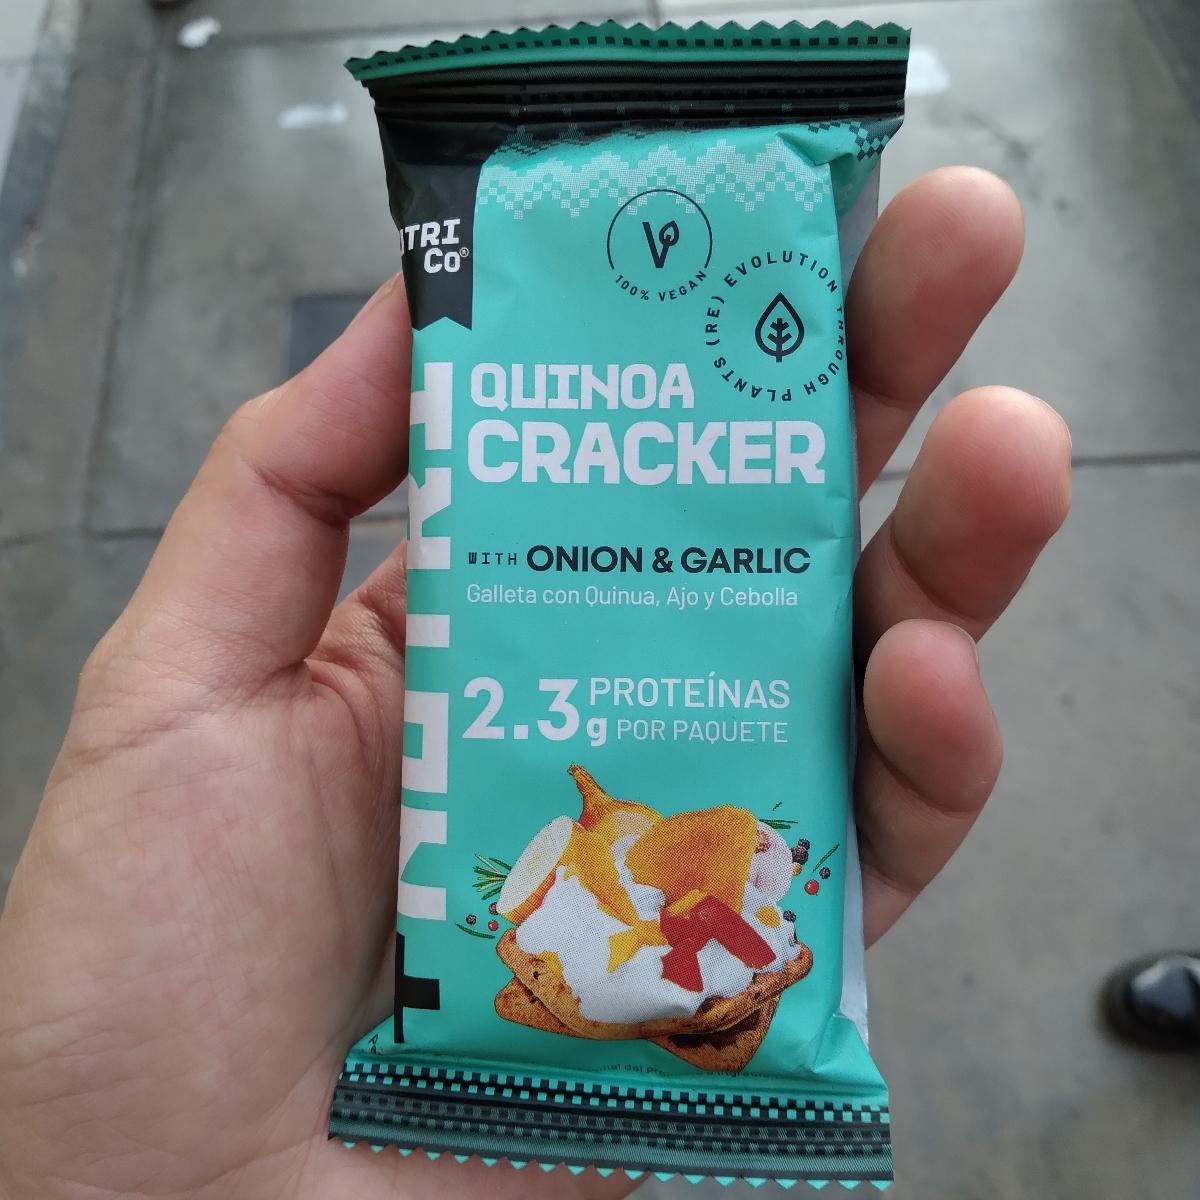 TRI
Co®
100% VEGAN
(RE) EVOLUTION THROUGH PLANTS
QUINOA
CRACKER
WITH ONION & GARLIC
Galleta con Quinua, Ajo y Cebolla
2.3g PROTEÍNAS
POR PAQUETE
NUTRI
del